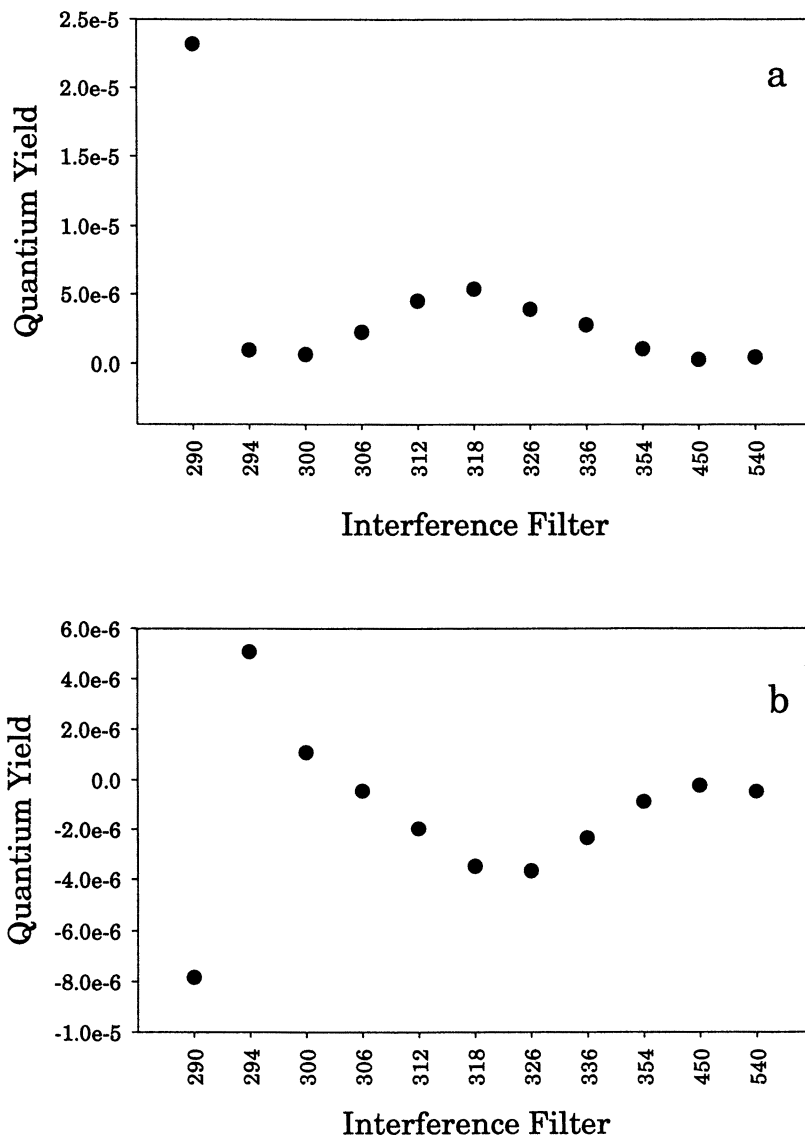 2.5e-5
2.0e-5
1.5e-5
1.0e-5
5.0e-6
0.0
Quantium Yield
a
290 294 300 306 312 318 326 336 354 450 540
Interference Filter
6.0e-6
4.0e-6
2.0e-6
0.0
-2.0e-6
-4.0e-6
-6.0e-6
-8.0e-6
-1.0e-5
Quantium Yield
b
290 294 300 306 312 318 326 336 354 450 540
Interference Filter